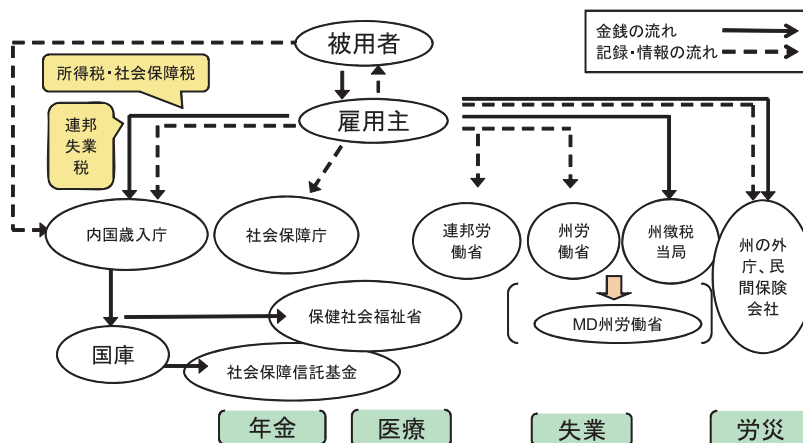 被用者
金銭の流れ
記録・情報の流れ
所得税・社会保障税
雇用主
連邦
失業
税
内国歳入庁
社会保障庁
連邦労
働省
州労
働省
州徴税
当局
州の外
庁、民
間保険
会社
保健社会福祉省
MD州労働省
国庫
社会保障信託基金
年金
医療
失業
労災